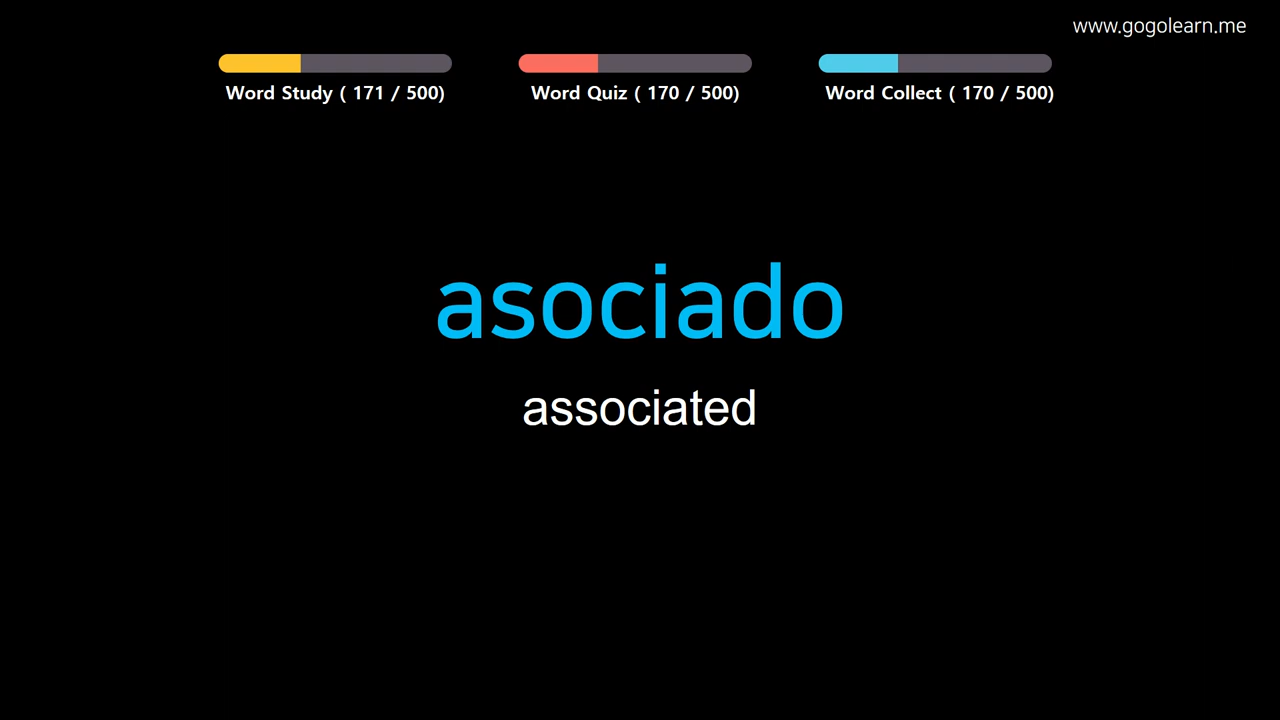 www.gogolearn.me
Word Study ( 171 / 500)
Word Quiz ( 170 / 500)
Word Collect ( 170 / 500)
asociado
associated